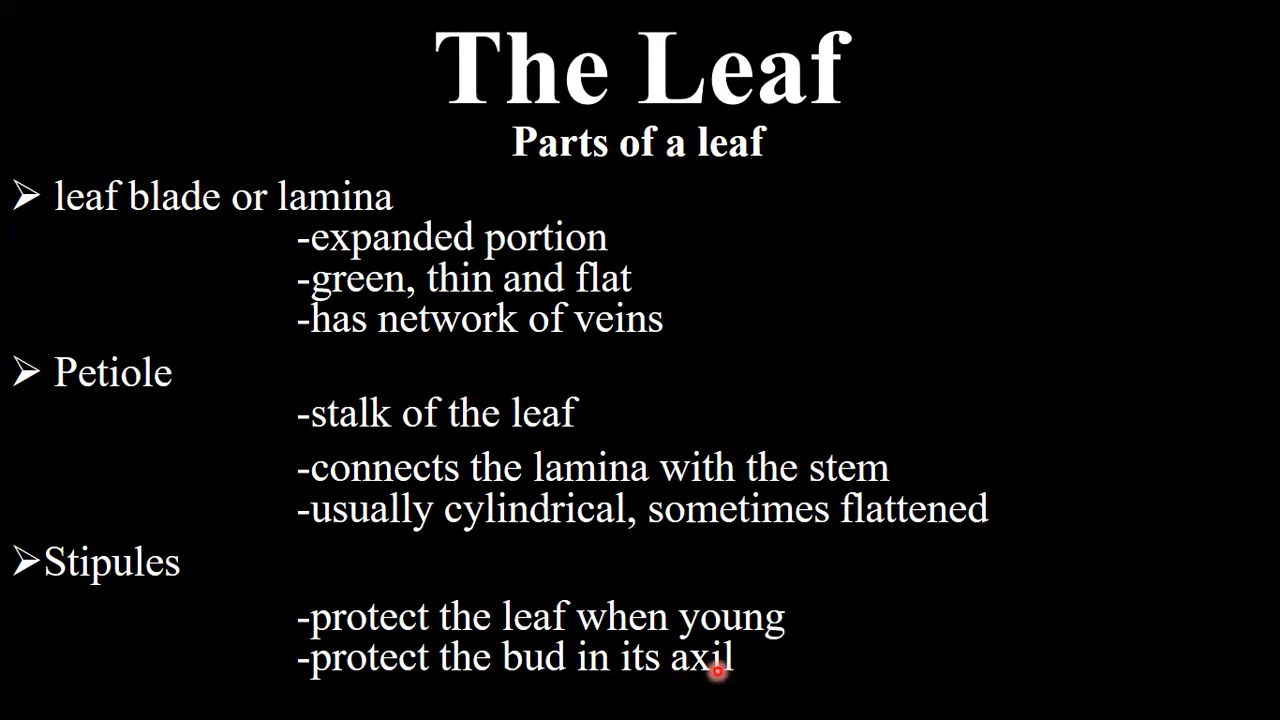 The Leaf
Parts of a leaf
➢ leaf blade or lamina
-expanded portion
-green, thin and flat
-has network of veins
➢ Petiole
-stalk of the leaf
-connects the lamina with the stem
-usually cylindrical, sometimes flattened
➢Stipules
-protect the leaf when young
-protect the bud in its axil